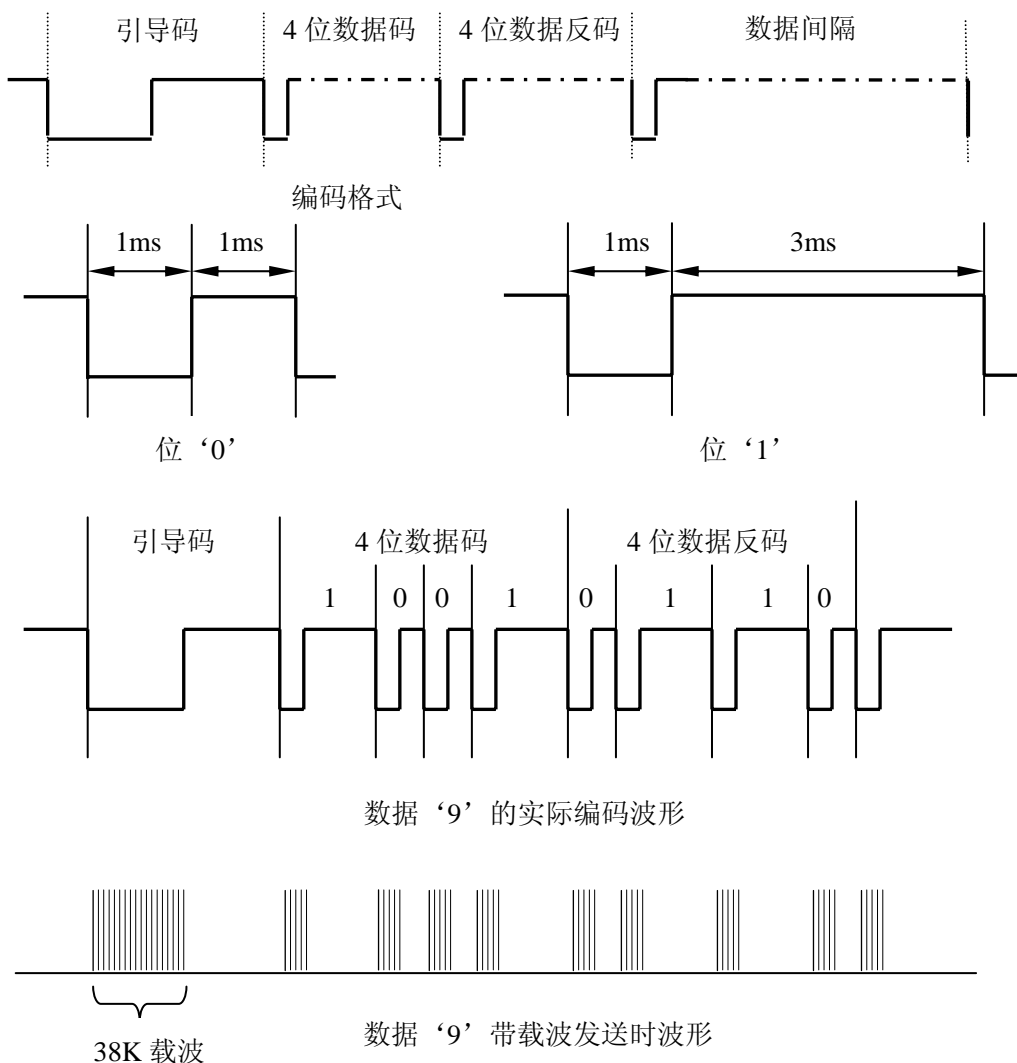 引导码 4 位数据码 4 位数据反码 数据间隔
编码格式
1ms 1ms 1ms 3ms
位‘0’ 位‘1’
引导码 4 位数据码 4 位数据反码
1 0 0 1 0 1 1 0
数据‘9’的实际编码波形
38K 载波
数据‘9’带载波发送时波形